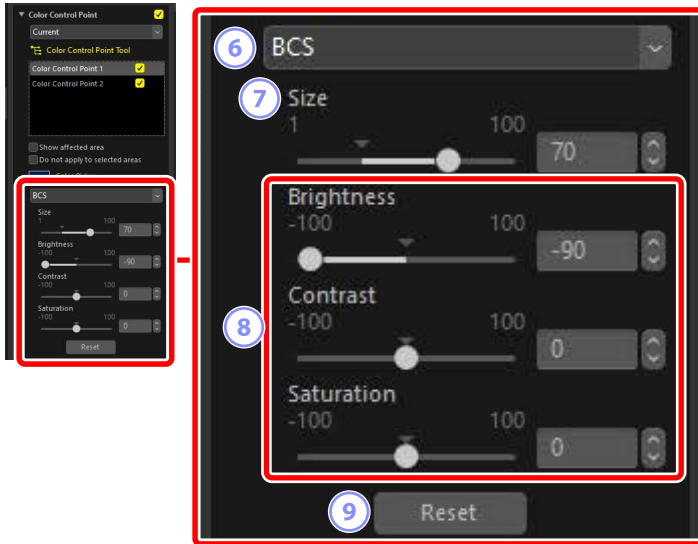 Color Control Point
Current
Color Control Point Tool
Color Control Point 1
Color Control Point 2
Show affected area
Do not apply to selected areas
BCS
Size
1 100
70
Brightness
-100 100
-90
Contrast
-100 100
0
Saturation
-100 100
0
Reset
6 BCS
7 Size
1 100
70
8
Brightness
-100
-90
Contrast
-100 100
0
Saturation
-100 100
0
9 Reset